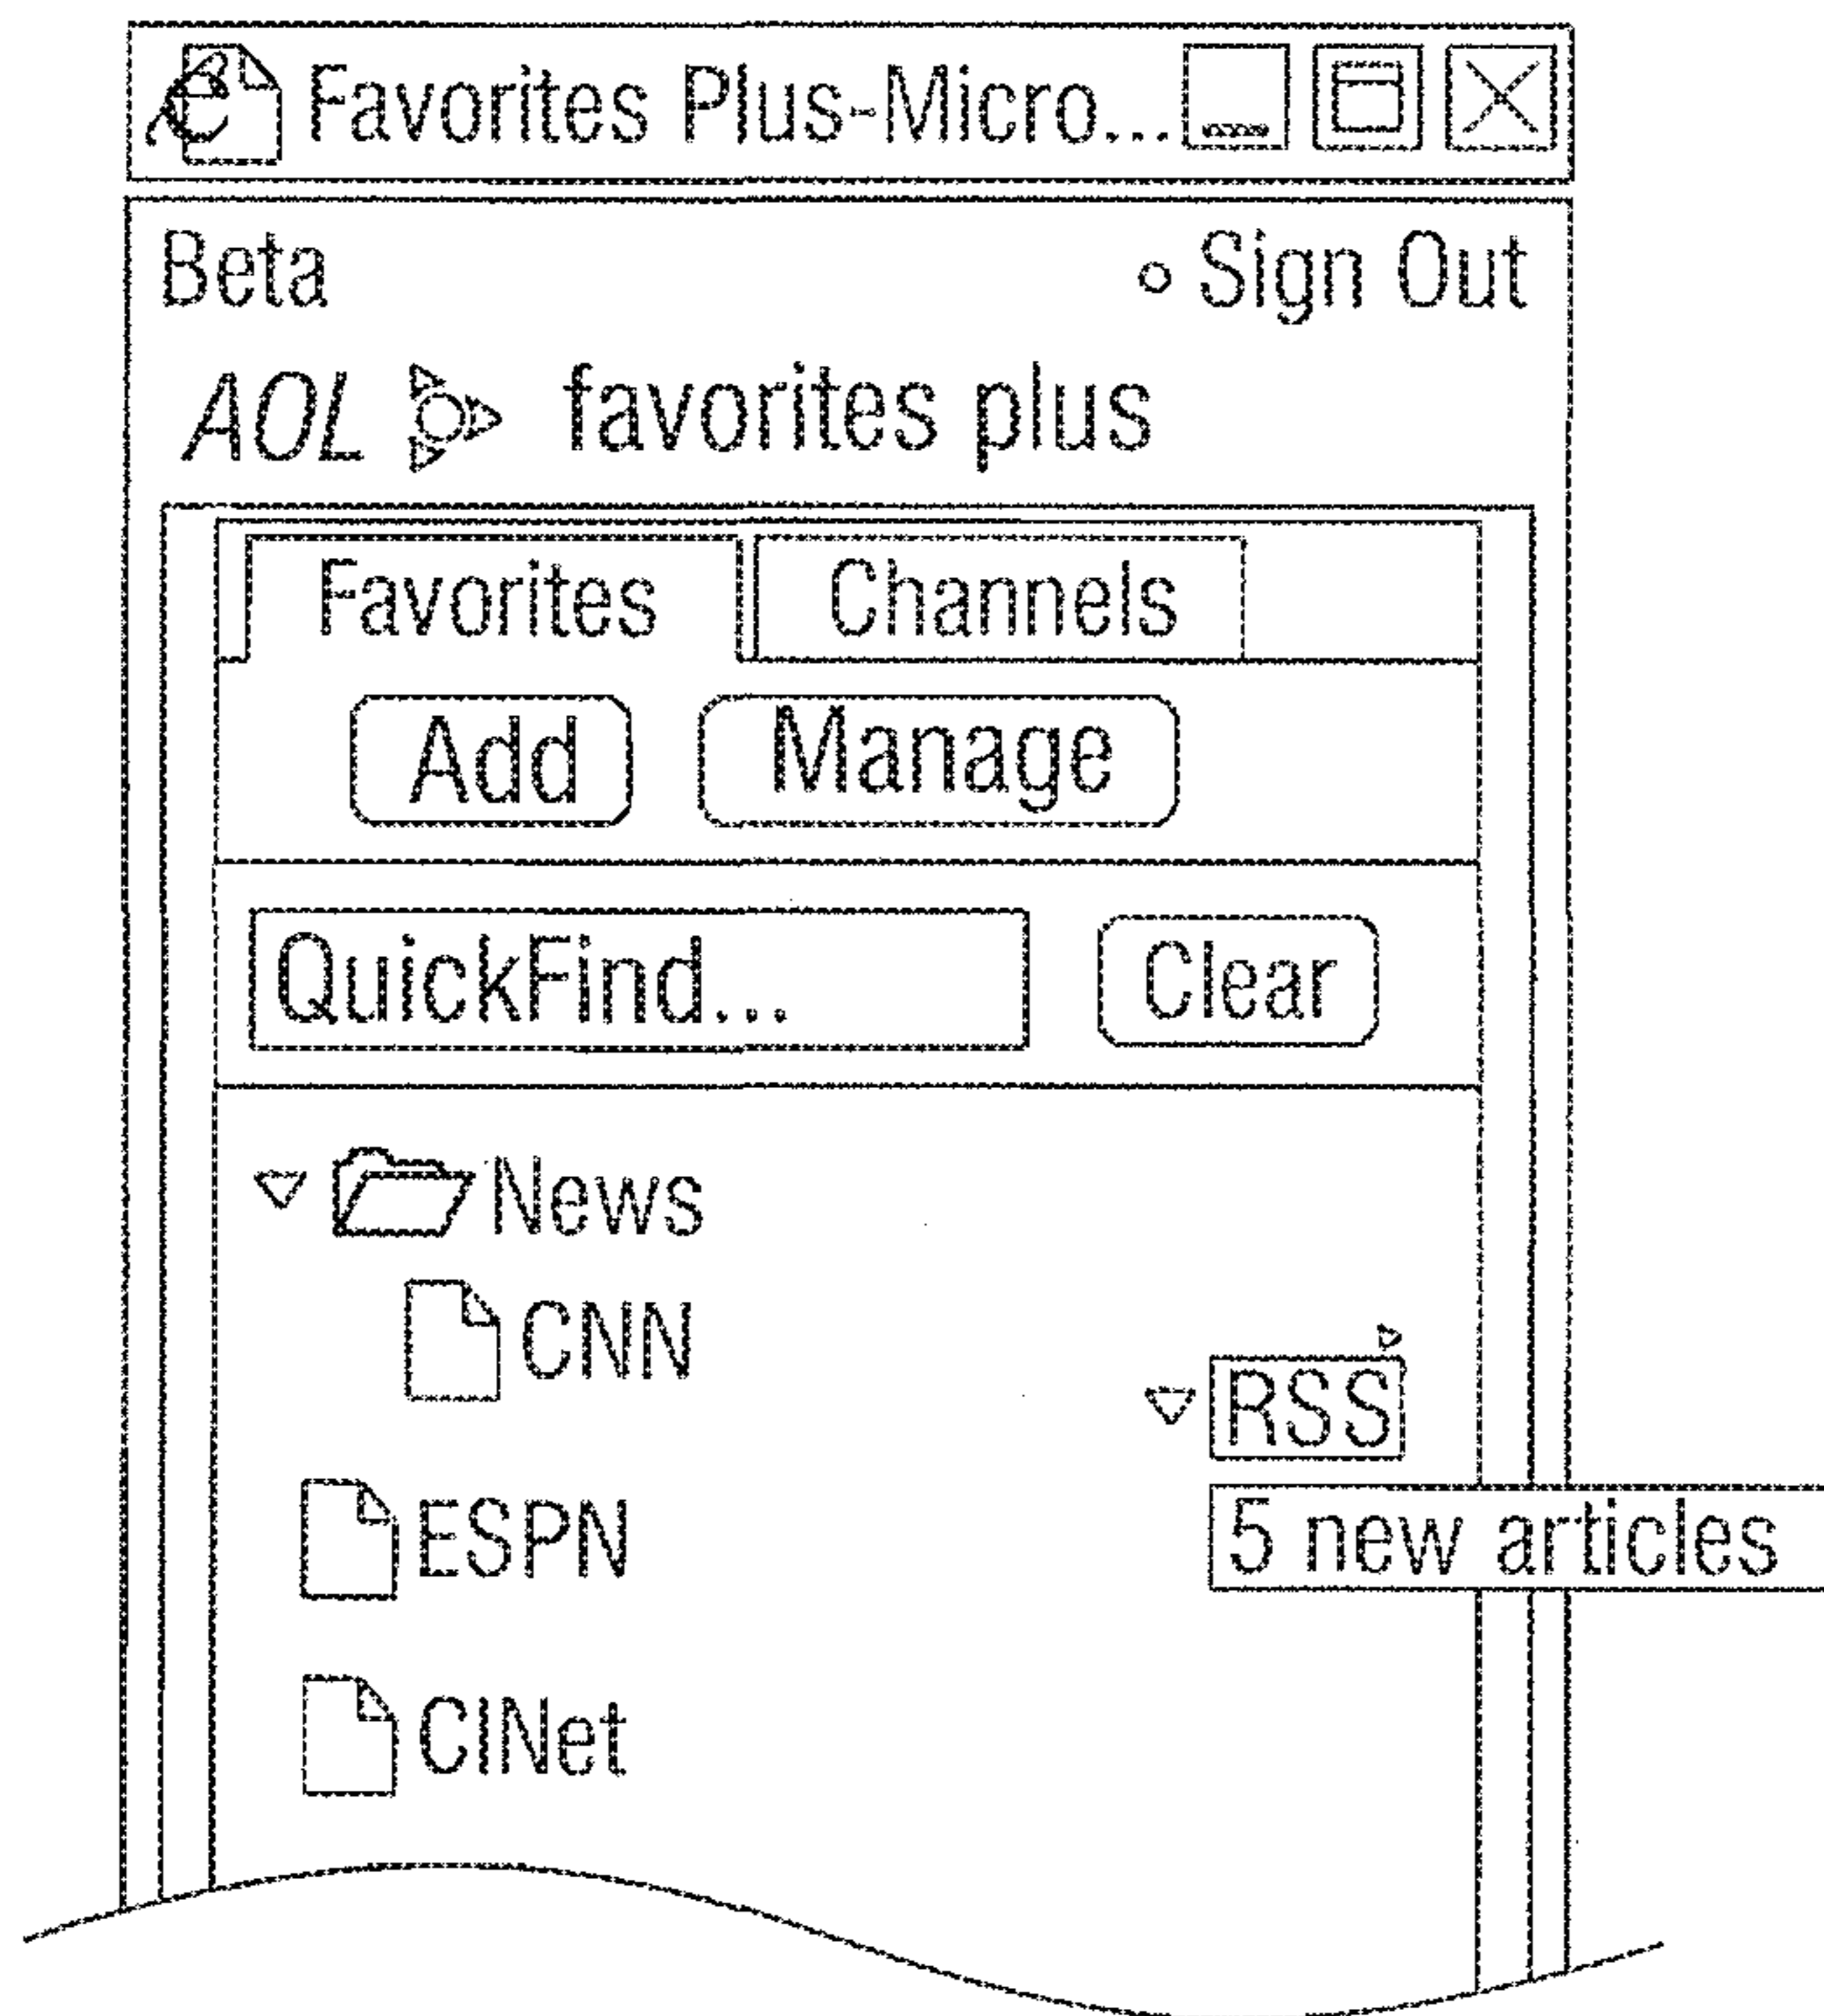 Favorites Plus-Micro...
Beta
Sign Out
AOL favorites plus
Favorites Channels
Add Manage
QuickFind... Clear
News
CNN
RSS
5 new articles
ESPN
CINet